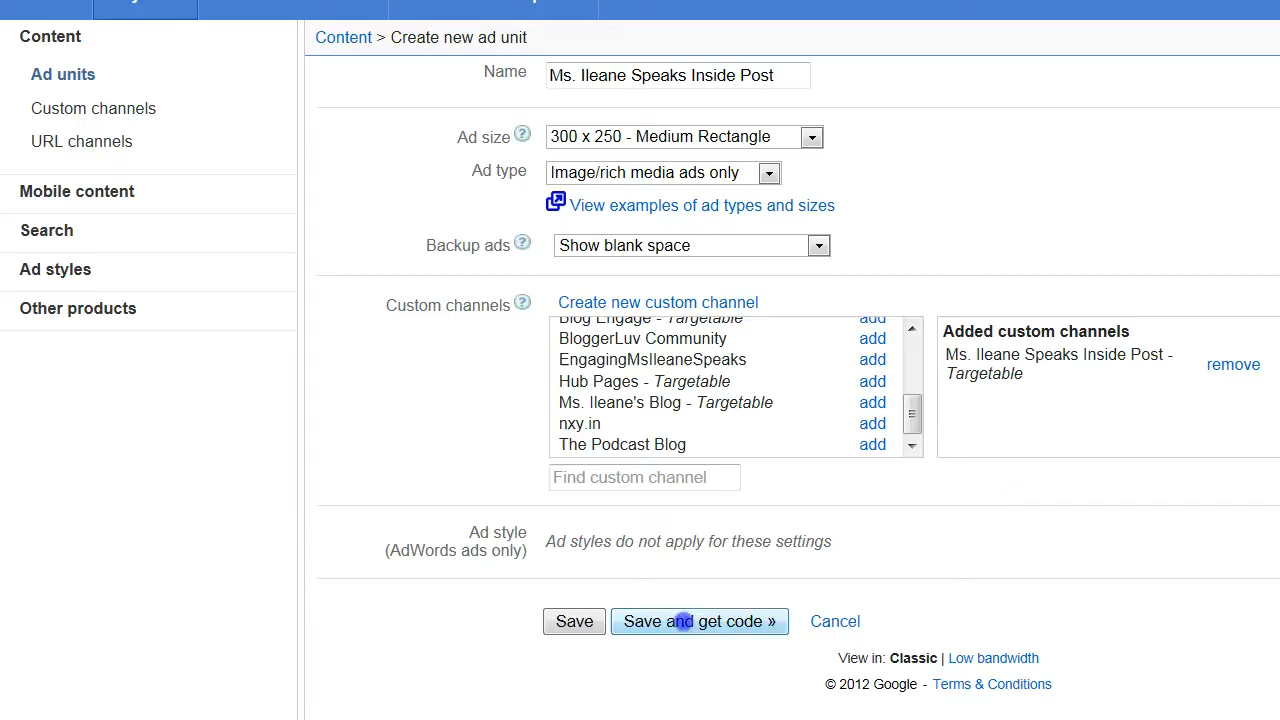 Content
Ad units
Custom channels
URL channels
Mobile content
Search
Ad styles
Other products
Content > Create new ad unit
Name Ms. Ileane Speaks Inside Post
Ad size 300 x 250 - Medium Rectangle
Ad type Image/rich media ads only
View examples of ad types and sizes
Backup ads Show blank space
Custom channels Create new custom channel
Blog Engage - Targetable add
BloggerLuv Community add
EngagingMsIleaneSpeaks add
Hub Pages - Targetable add
Ms. Ileane's Blog - Targetable add
nxy.in add
The Podcast Blog add
Find custom channel
Added custom channels
Ms. Ileane Speaks Inside Post -
Targetable
remove
Ad style
(AdWords ads only)
Ad styles do not apply for these settings
Save Save and get code » Cancel
View in: Classic | Low bandwidth
© 2012 Google - Terms & Conditions